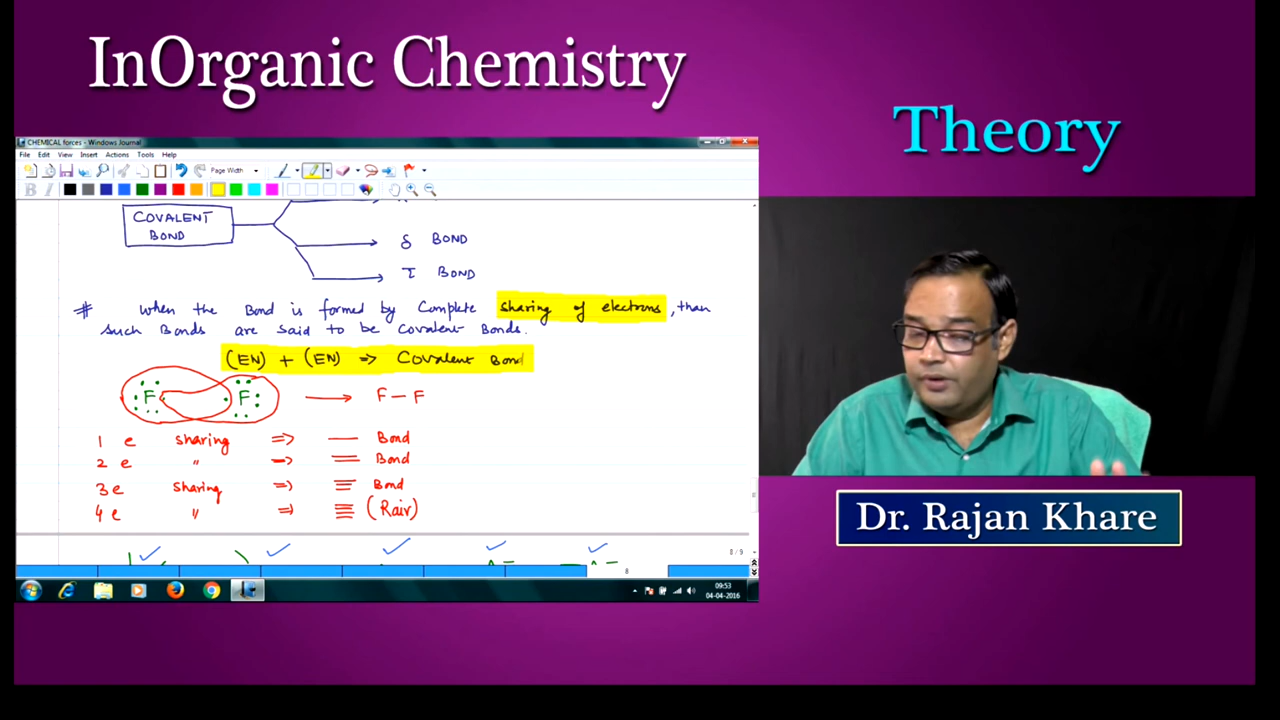 InOrganic Chemistry
Theory
CHEMICAL forces - Windows Journal
File Edit View Insert Actions Tools Help
Page Width
B I
COVALENT
BOND
δ BOND
τ BOND
# When the Bond is formed by Complete sharing of electrons, than
such Bonds are said to be Covalent Bonds.
(EN) + (EN) => Covalent Bond
F F → F – F
1 e sharing => — Bond
2 e " => = Bond
3 e sharing => ≡ Bond
4 e " => (Rair)
8 / 9
8
09:53
04-04-2016
Dr. Rajan Khare